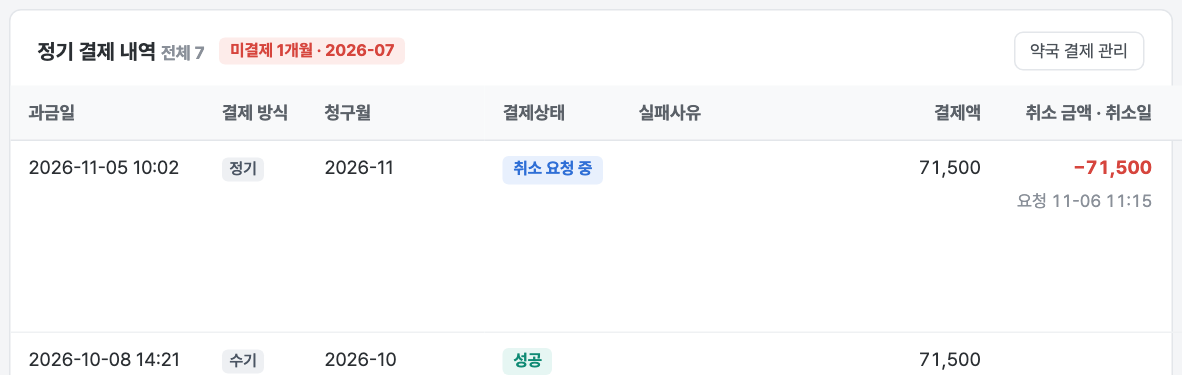 정기 결제 내역 전체 7 미결제 1개월 · 2026-07 약국 결제 관리
과금일 결제 방식 청구월 결제상태 실패사유 결제액 취소 금액 · 취소일
2026-11-05 10:02 정기 2026-11 취소 요청 중 71,500 −71,500
요청 11-06 11:15
2026-10-08 14:21 수기 2026-10 성공 71,500